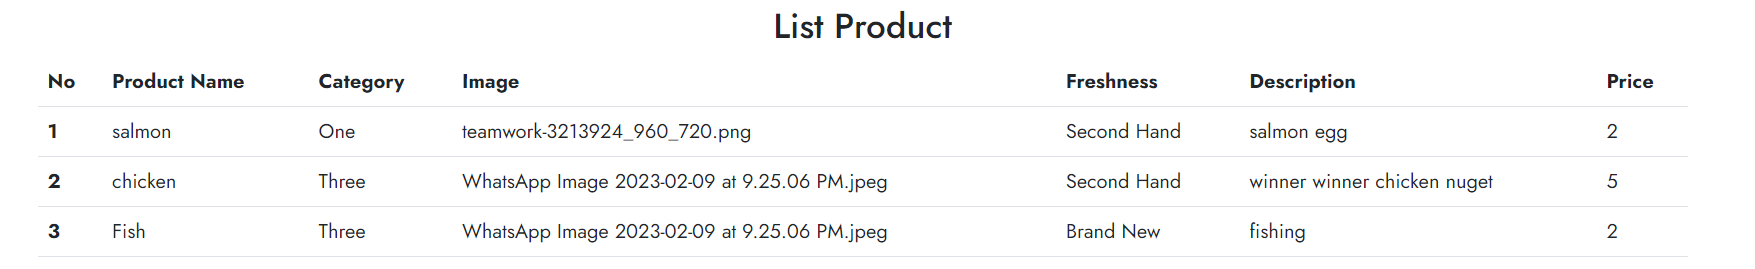 List Product
No Product Name Category Image Freshness Description Price
1 salmon One teamwork-3213924_960_720.png Second Hand salmon egg 2
2 chicken Three WhatsApp Image 2023-02-09 at 9.25.06 PM.jpeg Second Hand winner winner chicken nuget 5
3 Fish Three WhatsApp Image 2023-02-09 at 9.25.06 PM.jpeg Brand New fishing 2